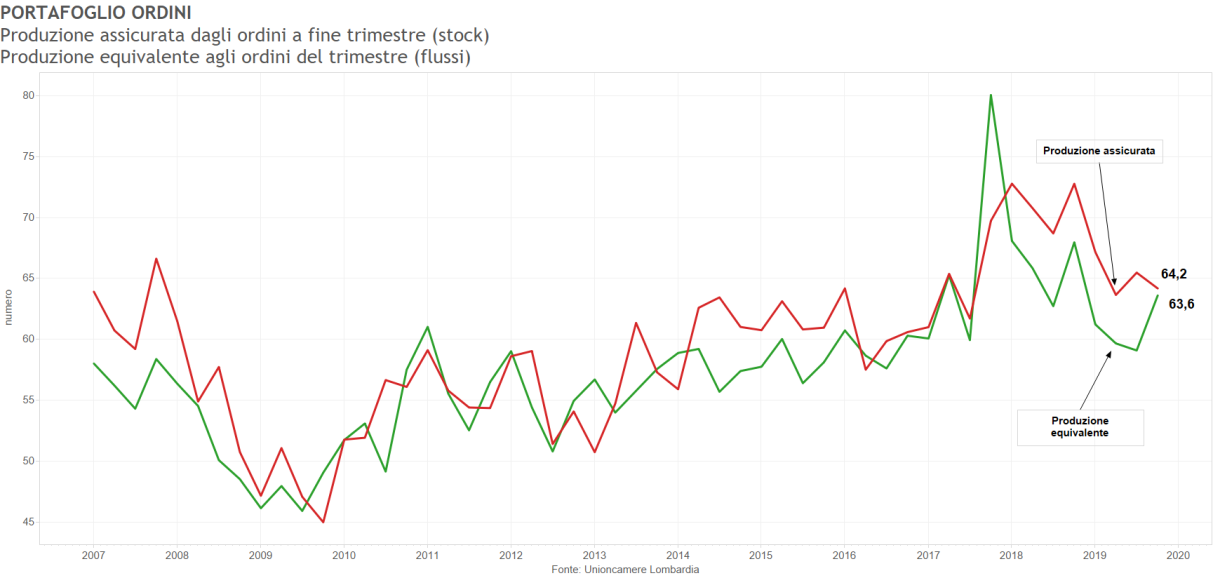 PORTAFOGLIO ORDINI
Produzione assicurata dagli ordini a fine trimestre (stock)
Produzione equivalente agli ordini del trimestre (flussi)
80
75
70
65
60
55
50
45
numero
Produzione assicurata
64,2
63,6
Produzione
equivalente
2007 2008 2009 2010 2011 2012 2013 2014 2015 2016 2017 2018 2019 2020
Fonte: Unioncamere Lombardia